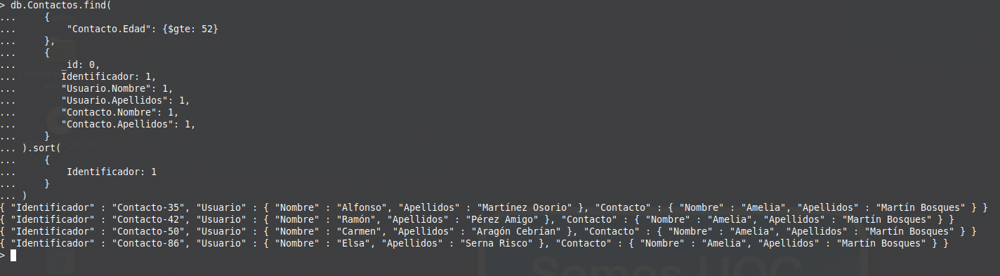 > db.Contactos.find(
...     {
...         "Contacto.Edad": {$gte: 52}
...     },
...     {
...        _id: 0,
...        Identificador: 1,
...        "Usuario.Nombre": 1,
...        "Usuario.Apellidos": 1,
...        "Contacto.Nombre": 1,
...        "Contacto.Apellidos": 1,
...     }
... ).sort(
...     {
...         Identificador: 1
...     }
... )
{ "Identificador" : "Contacto-35", "Usuario" : { "Nombre" : "Alfonso", "Apellidos" : "Martínez Osorio" }, "Contacto" : { "Nombre" : "Amelia", "Apellidos" : "Martín Bosques" } }
{ "Identificador" : "Contacto-42", "Usuario" : { "Nombre" : "Ramón", "Apellidos" : "Pérez Amigo" }, "Contacto" : { "Nombre" : "Amelia", "Apellidos" : "Martín Bosques" } }
{ "Identificador" : "Contacto-50", "Usuario" : { "Nombre" : "Carmen", "Apellidos" : "Aragón Cebrían" }, "Contacto" : { "Nombre" : "Amelia", "Apellidos" : "Martín Bosques" } }
{ "Identificador" : "Contacto-86", "Usuario" : { "Nombre" : "Elsa", "Apellidos" : "Serna Risco" }, "Contacto" : { "Nombre" : "Amelia", "Apellidos" : "Martín Bosques" } }
>
Somos UOC